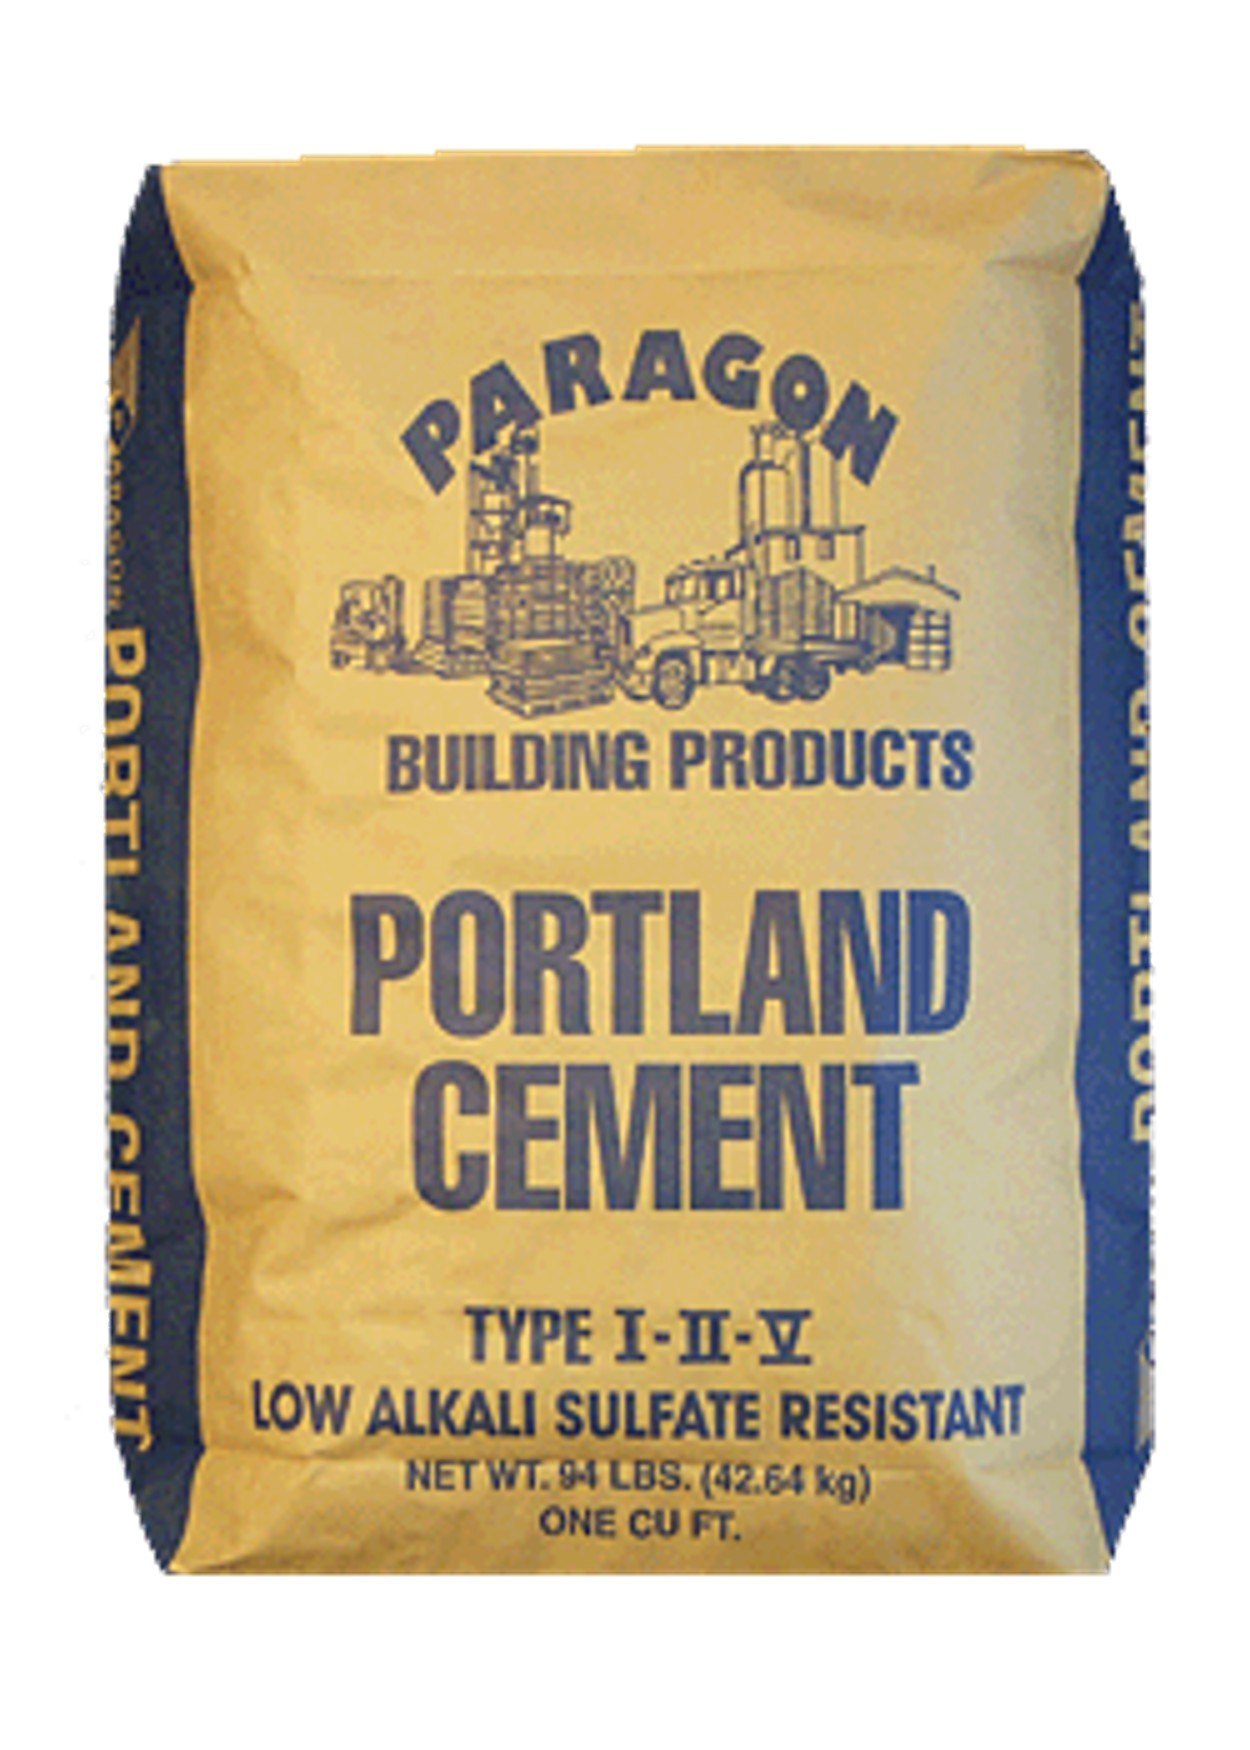 PARAGON
BUILDING PRODUCTS
PORTLAND
CEMENT
TYPE I-II-V
LOW ALKALI SULFATE RESISTANT
NET WT. 94 LBS. (42.64 kg)
ONE CU FT.
PORTLAND CEMENT
PORTLAND CEMENT